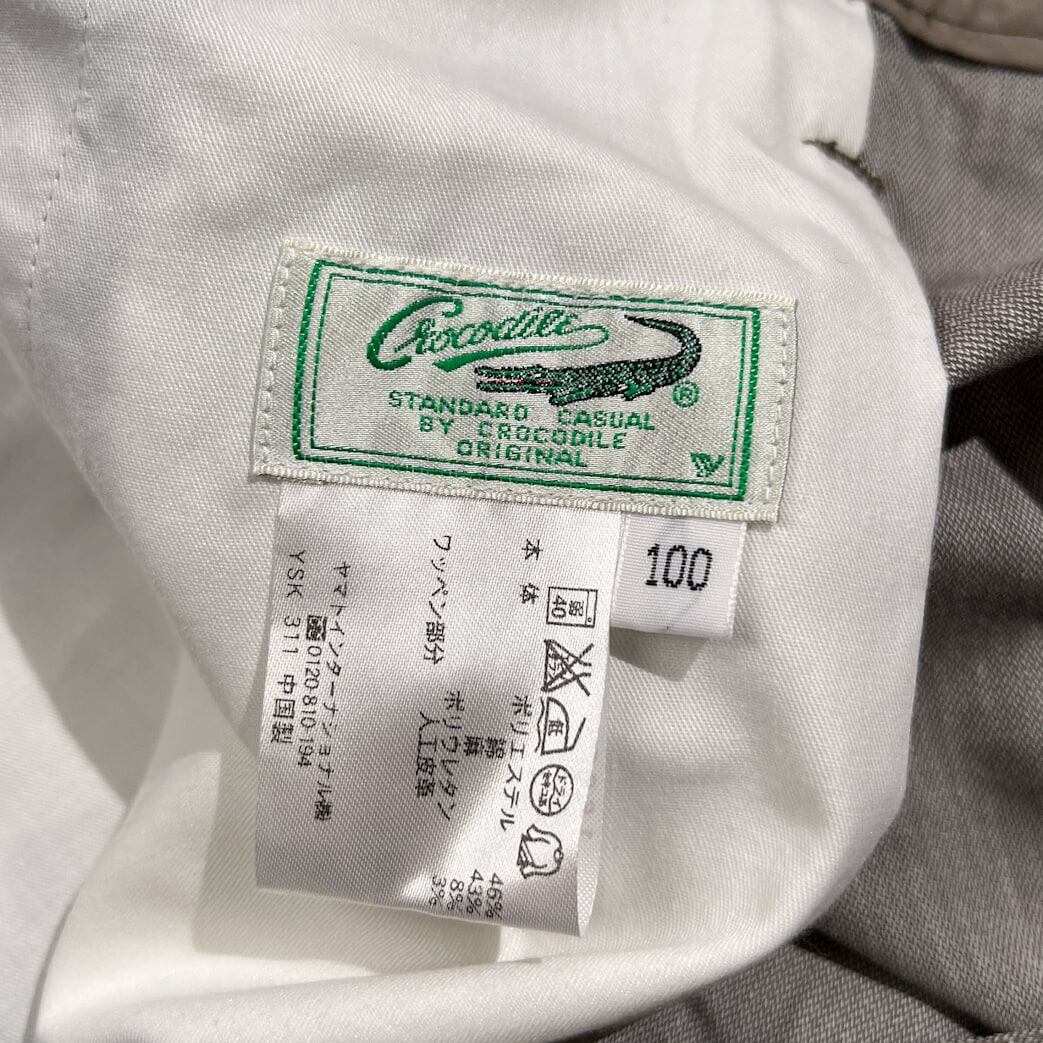 Crocodile
®
STANDARD CASUAL
BY CROCODILE
ORIGINAL
100
40
本体
ポリエステル 46%
綿 43%
麻 8%
ポリウレタン 3%
ワッペン部分
人工皮革
ヤマトインターナショナル㈱
0120-810-194
YSK 311 中国製